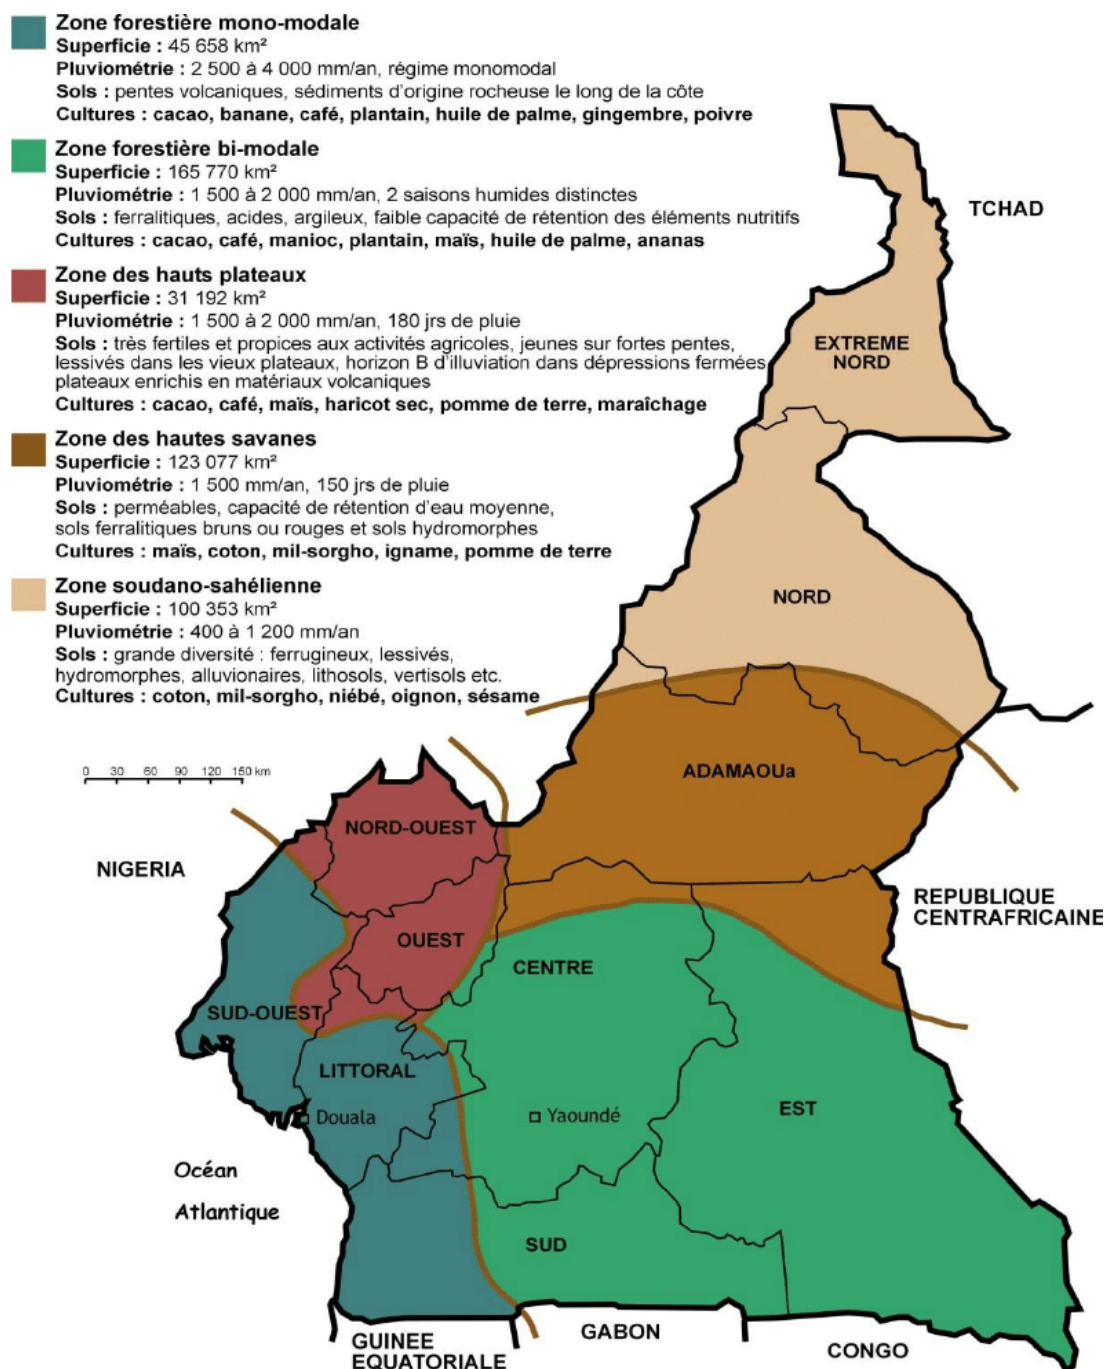 Zone forestière mono-modale
Superficie : 45 658 km²
Pluviométrie : 2 500 à 4 000 mm/an, régime monomodal
Sols : pentes volcaniques, sédiments d'origine rocheuse le long de la côte
Cultures : cacao, banane, café, plantain, huile de palme, gingembre, poivre
Zone forestière bi-modale
Superficie : 165 770 km²
Pluviométrie : 1 500 à 2 000 mm/an, 2 saisons humides distinctes
Sols : ferralitiques, acides, argileux, faible capacité de rétention des éléments nutritifs
Cultures : cacao, café, manioc, plantain, maïs, huile de palme, ananas
Zone des hauts plateaux
Superficie : 31 192 km²
Pluviométrie : 1 500 à 2 000 mm/an, 180 jrs de pluie
Sols : très fertiles et propices aux activités agricoles, jeunes sur fortes pentes,
lessivés dans les vieux plateaux, horizon B d'illuviation dans dépressions fermées
plateaux enrichis en matériaux volcaniques
Cultures : cacao, café, maïs, haricot sec, pomme de terre, maraîchage
Zone des hautes savanes
Superficie : 123 077 km²
Pluviométrie : 1 500 mm/an, 150 jrs de pluie
Sols : perméables, capacité de rétention d'eau moyenne,
sols ferralitiques bruns ou rouges et sols hydromorphes
Cultures : maïs, coton, mil-sorgho, igname, pomme de terre
Zone soudano-sahélienne
Superficie : 100 353 km²
Pluviométrie : 400 à 1 200 mm/an
Sols : grande diversité : ferrugineux, lessivés,
hydromorphes, alluvionaires, lithosols, vertisols etc.
Cultures : coton, mil-sorgho, niébé, oignon, sésame
0 30 60 90 120 150 km
TCHAD
EXTREME
NORD
NORD
ADAMAOUa
NORD-OUEST
NIGERIA
REPUBLIQUE
CENTRAFRICAINE
OUEST
CENTRE
SUD-OUEST
LITTORAL
EST
Douala
Yaoundé
Océan
Atlantique
SUD
GUINEE
EQUATORIALE
GABON
CONGO